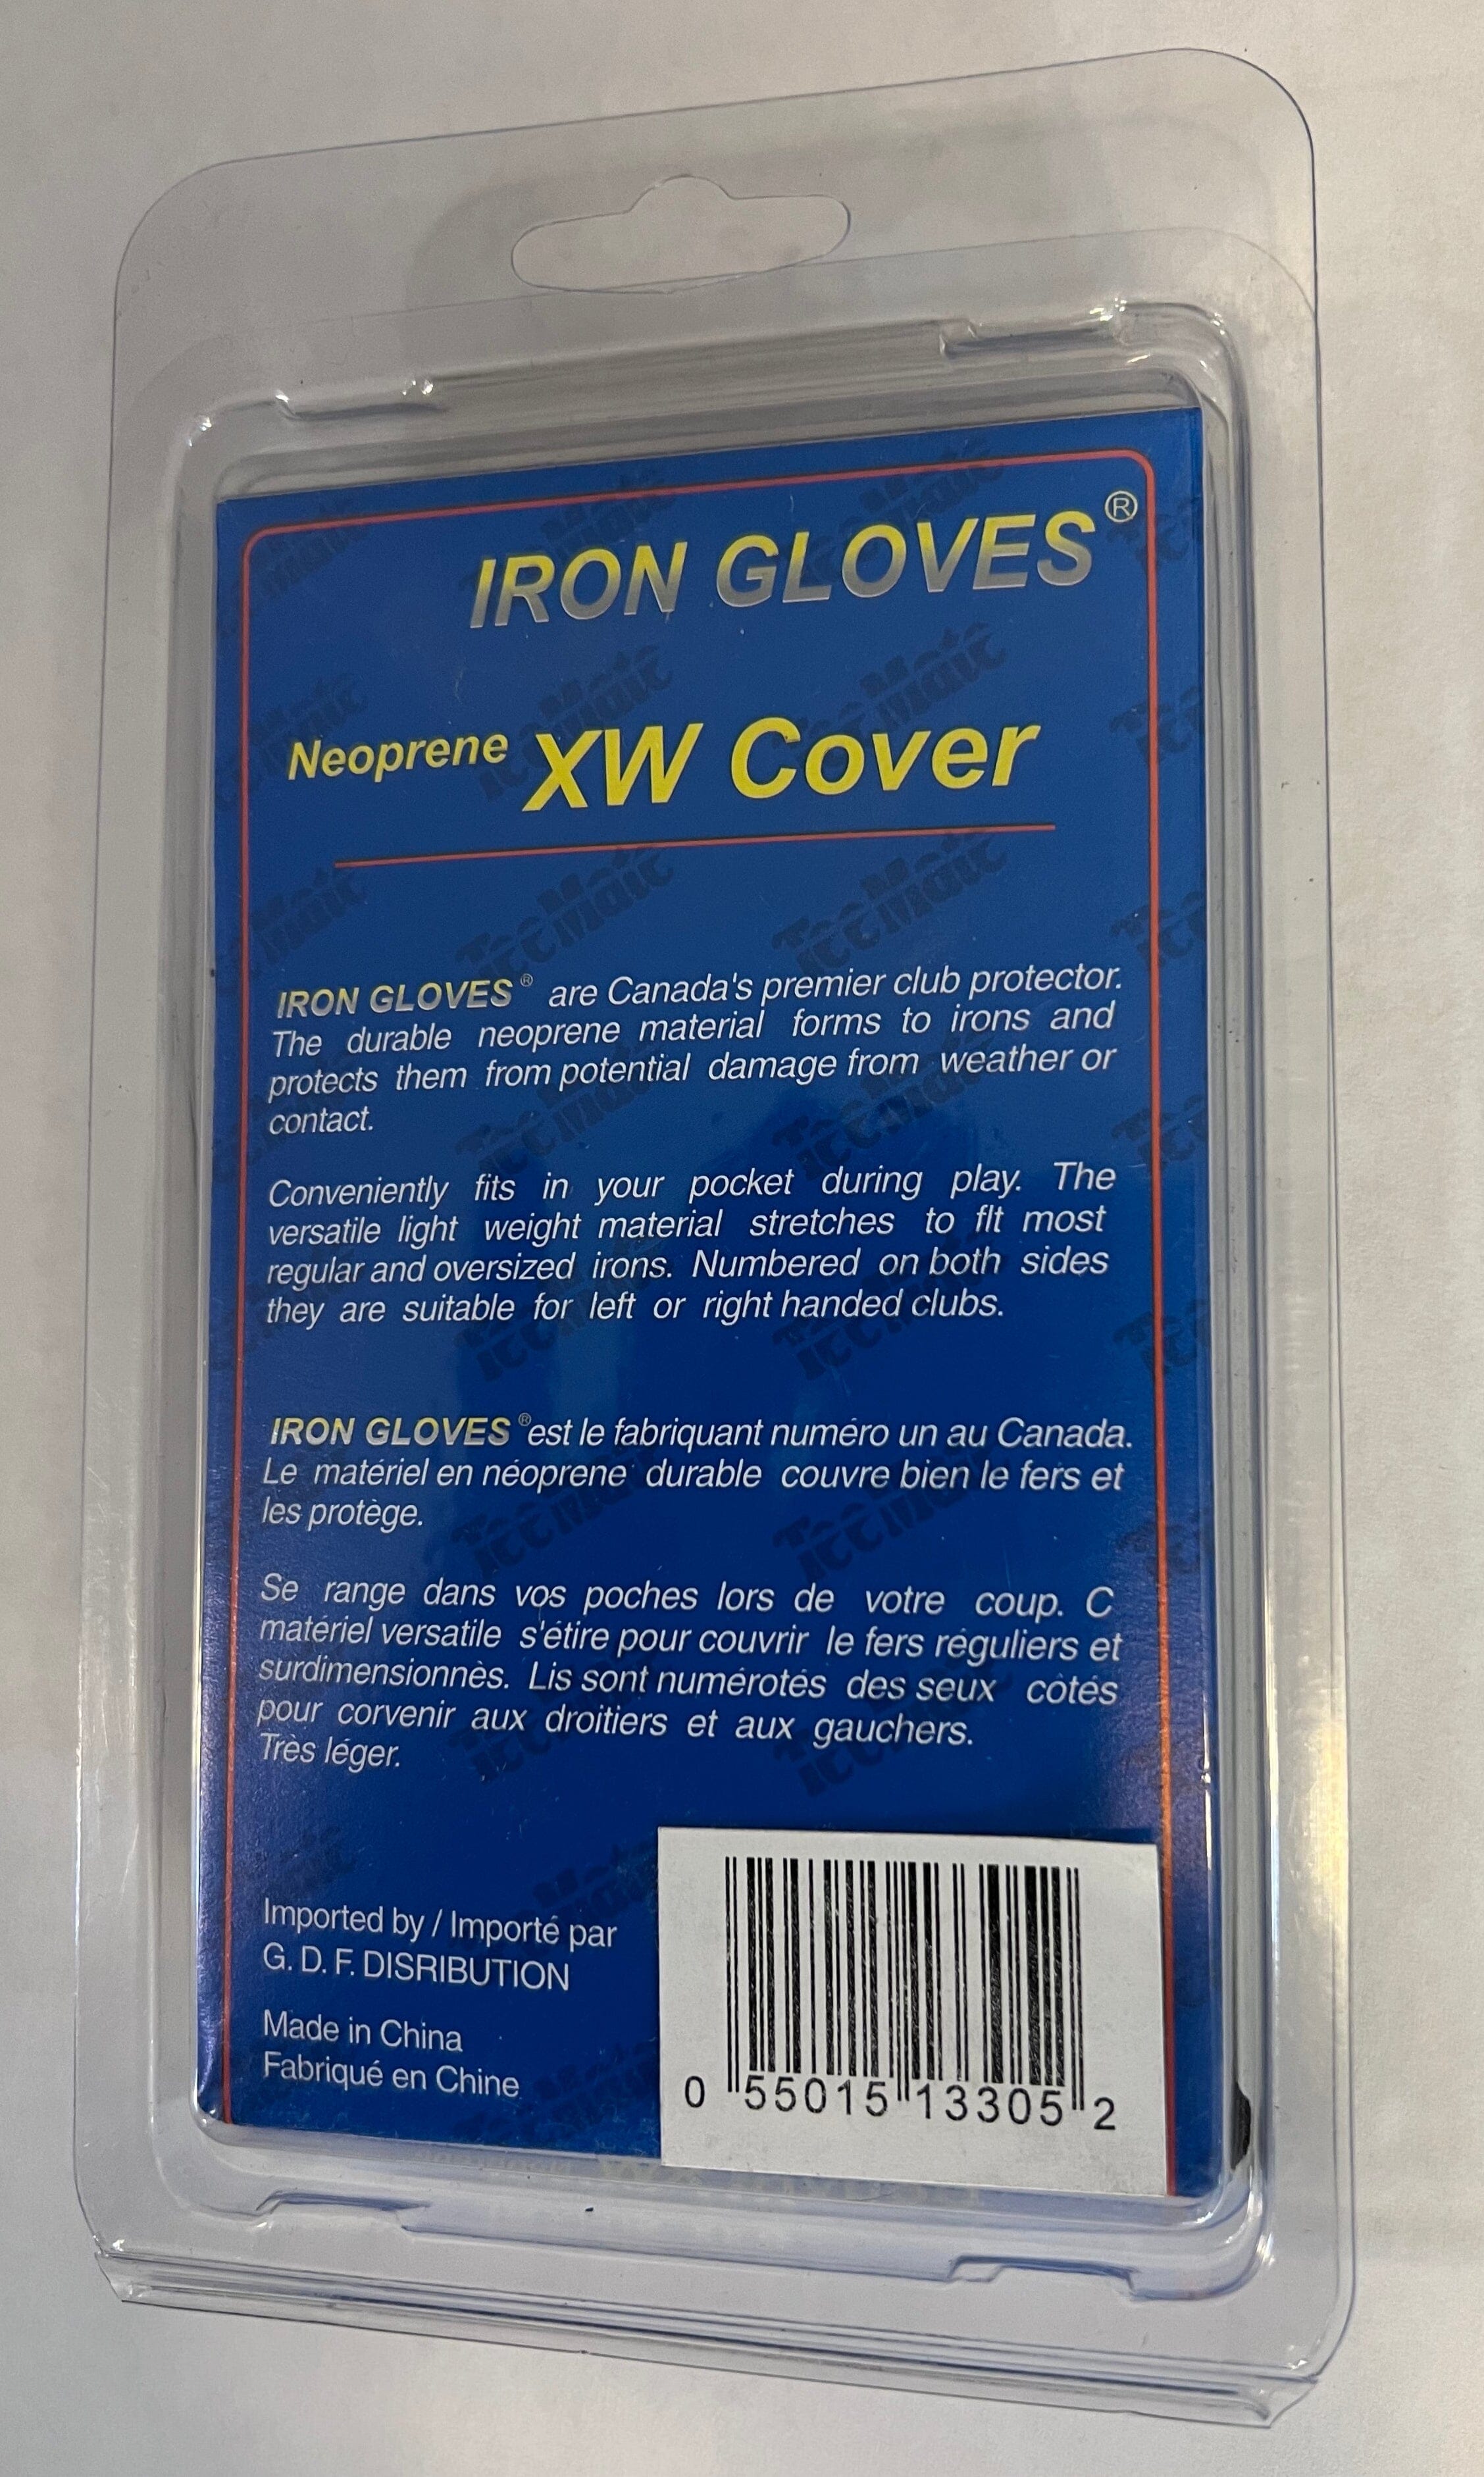 IRON GLOVES®
Neoprene XW Cover
IRON GLOVES® are Canada's premier club protector.
The durable neoprene material forms to irons and
protects them from potential damage from weather or
contact.
Conveniently fits in your pocket during play. The
versatile light weight material stretches to flt most
regular and oversized irons. Numbered on both sides
they are suitable for left or right handed clubs.
IRON GLOVES® est le fabriquant numéro un au Canada.
Le matériel en néoprene durable couvre bien le fers et
les protège.
Se range dans vos poches lors de votre coup. C
matériel versatile s'étire pour couvrir le fers réguliers et
surdimensionnès. Lis sont numérotés des seux côtés
pour corvenir aux droitiers et aux gauchers.
Très léger.
Imported by / Importé par
G. D. F. DISRIBUTION
Made in China
Fabriqué en Chine
0 55015 13305 2